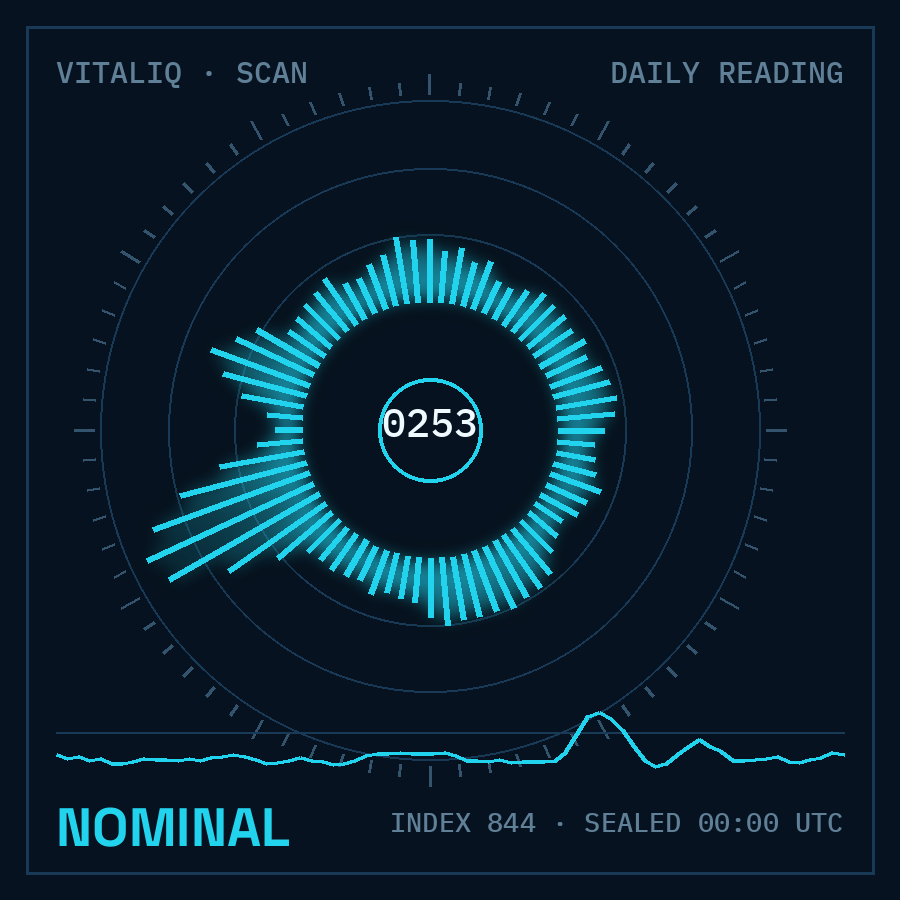 VITALIQ · SCAN
DAILY READING
0253
NOMINAL
INDEX 844 · SEALED 00:00 UTC